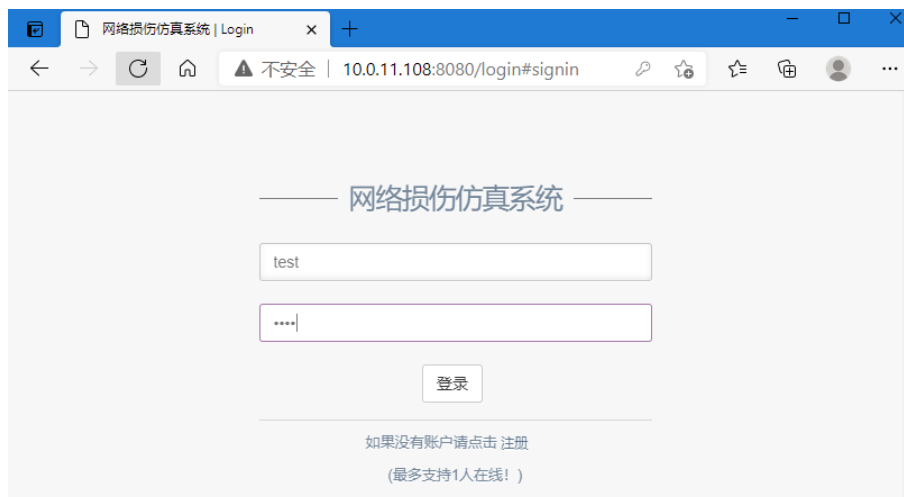 网络损伤仿真系统 | Login
不安全 | 10.0.11.108:8080/login#signin
网络损伤仿真系统
test
••••
登录
如果没有账户请点击 注册
(最多支持1人在线！)